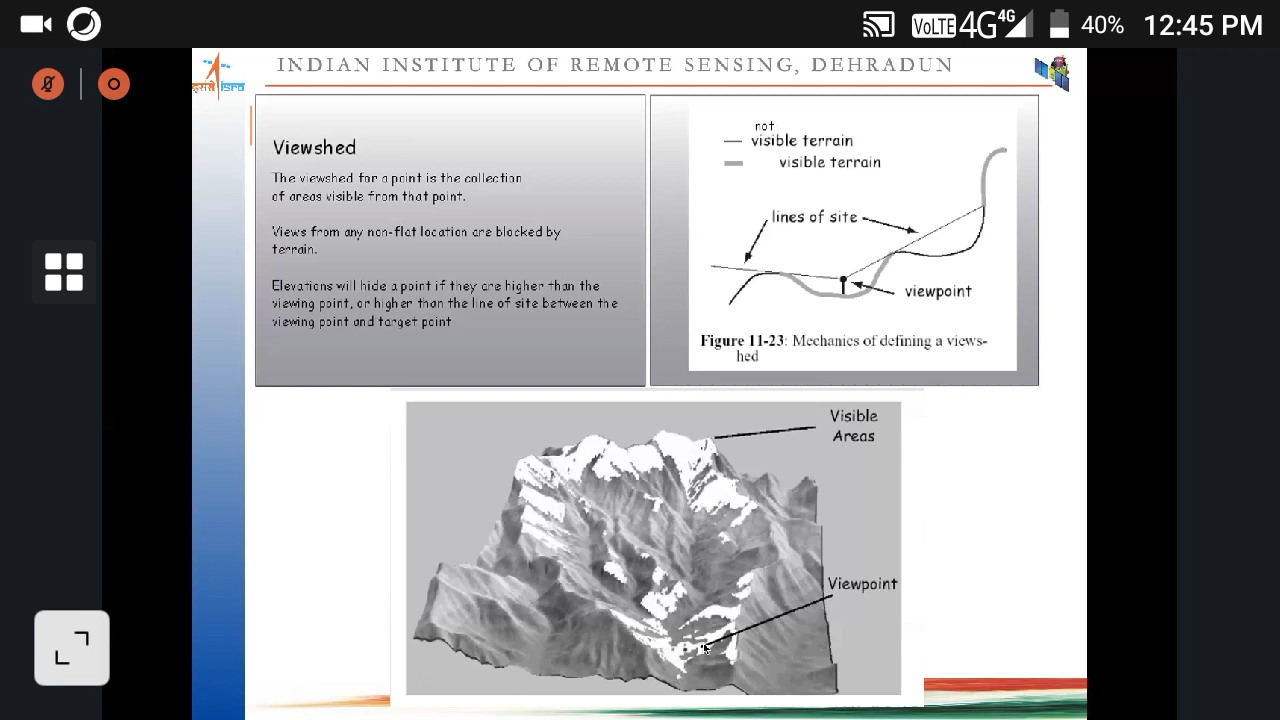 VoLTE 4G 4G 40% 12:45 PM
INDIAN INSTITUTE OF REMOTE SENSING, DEHRADUN
इसरो isro
Viewshed
The viewshed for a point is the collection
of areas visible from that point.
Views from any non-flat location are blocked by
terrain.
Elevations will hide a point if they are higher than the
viewing point, or higher than the line of site between the
viewing point and target point
not
visible terrain
visible terrain
lines of site
viewpoint
Figure 11-23: Mechanics of defining a views-
hed
Visible
Areas
Viewpoint